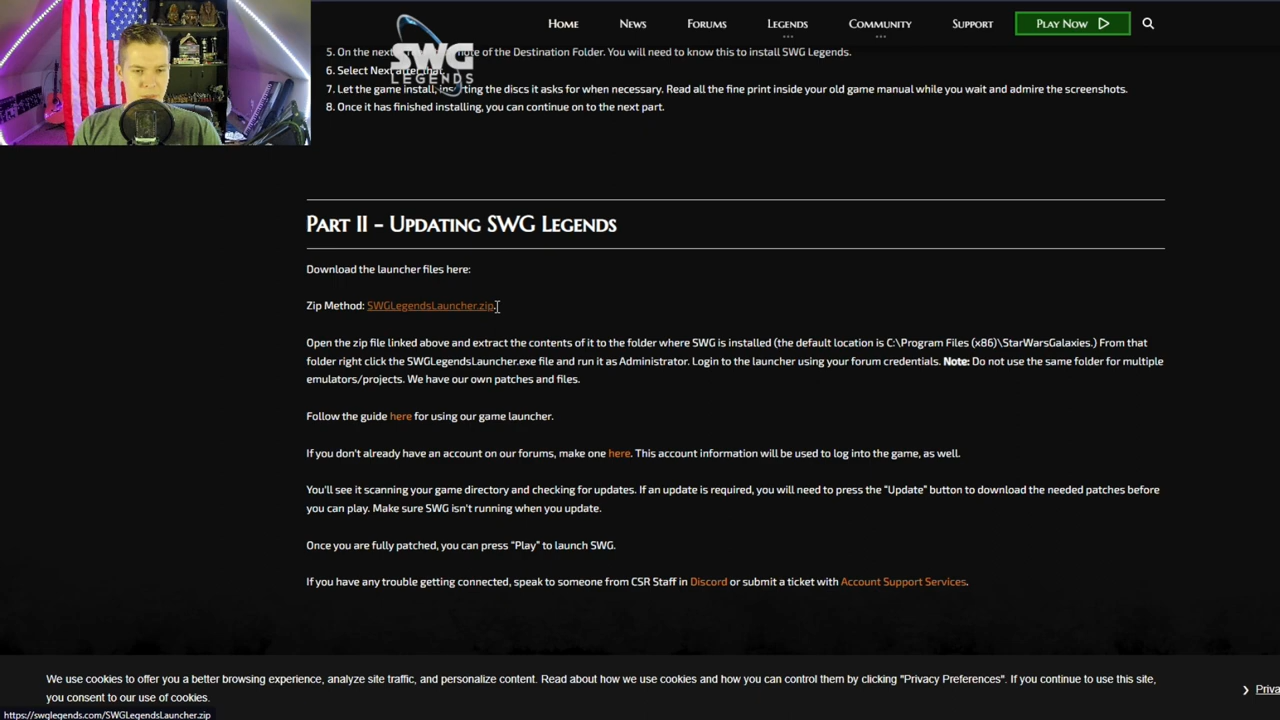 HOME NEWS FORUMS LEGENDS COMMUNITY SUPPORT PLAY NOW
SWG
LEGENDS
5. On the next note of the Destination Folder. You will need to know this to install SWG Legends.
6. Select Next after that.
7. Let the game install, inserting the discs it asks for when necessary. Read all the fine print inside your old game manual while you wait and admire the screenshots.
8. Once it has finished installing, you can continue on to the next part.
PART II - UPDATING SWG LEGENDS
Download the launcher files here:
Zip Method: SWGLegendsLauncher.zip.
Open the zip file linked above and extract the contents of it to the folder where SWG is installed (the default location is C:\Program Files (x86)\StarWarsGalaxies.) From that
folder right click the SWGLegendsLauncher.exe file and run it as Administrator. Login to the launcher using your forum credentials. Note: Do not use the same folder for multiple
emulators/projects. We have our own patches and files.
Follow the guide here for using our game launcher.
If you don't already have an account on our forums, make one here. This account information will be used to log into the game, as well.
You'll see it scanning your game directory and checking for updates. If an update is required, you will need to press the “Update” button to download the needed patches before
you can play. Make sure SWG isn't running when you update.
Once you are fully patched, you can press “Play” to launch SWG.
If you have any trouble getting connected, speak to someone from CSR Staff in Discord or submit a ticket with Account Support Services.
We use cookies to offer you a better browsing experience, analyze site traffic, and personalize content. Read about how we use cookies and how you can control them by clicking "Privacy Preferences". If you continue to use this site,
you consent to our use of cookies.
Priva
https://swglegends.com/SWGLegendsLauncher.zip